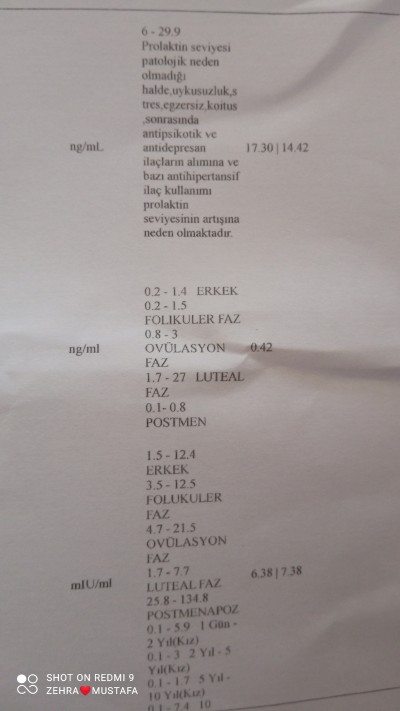 6 - 29.9
Prolaktin seviyesi
patolojik neden
olmadığı
halde,uykusuzluk,s
tres,egzersiz,koitus
,sonrasında
antipsikotik ve
ng/mL antidepresan 17.30 | 14.42
ilaçların alımına ve
bazı antihipertansif
ilaç kullanımı
prolaktin
seviyesinin artışına
neden olmaktadır.
0.2 - 1.4 ERKEK
0.2 - 1.5
FOLIKULER FAZ
0.8 - 3
ng/ml OVÜLASYON 0.42
FAZ
1.7 - 27 LUTEAL
FAZ
0.1- 0.8
POSTMEN
1.5 - 12.4
ERKEK
3.5 - 12.5
FOLUKULER
FAZ
4.7 - 21.5
OVÜLASYON
FAZ
1.7 - 7.7
mIU/ml LUTEAL FAZ 6.38 | 7.38
25.8 - 134.8
POSTMENAPOZ
0.1 - 5.9 1 Gün -
2 Yıl(Kız)
0.1 - 3 2 Yıl - 5
Yıl(Kız)
0.1 - 1.7 5 Yıl -
10 Yıl(Kız)
0.1 - 7.4 10
SHOT ON REDMI 9
ZEHRA❤️MUSTAFA